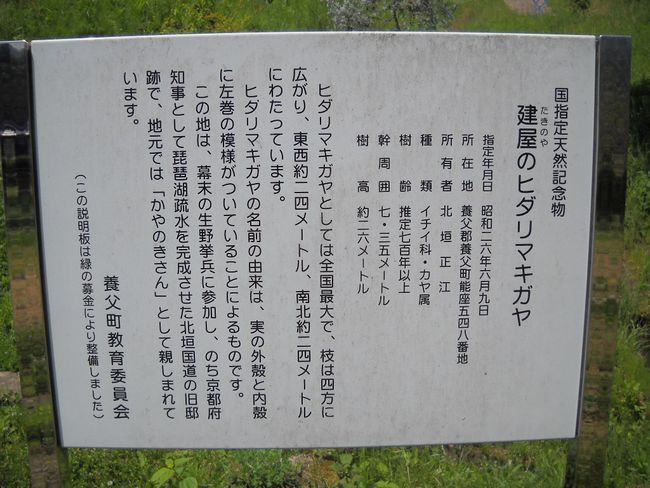 国指定天然記念物
たきのや
建屋のヒダリマキガヤ
指定年月日 昭和二六年六月九日
所在地 養父郡養父町能座五四八番地
所有者 北垣正江
種類 イチイ科・カヤ属
樹齢 推定七百年以上
幹周囲 七・三五メートル
樹高 約二六メートル
ヒダリマキガヤとしては全国最大で、枝は四方に
広がり、東西約二四メートル、南北約二四メートル
にわたっています。
ヒダリマキガヤの名前の由来は、実の外殻と内殻
に左巻の模様がついていることによるものです。
この地は、幕末の生野挙兵に参加し、のち京都府
知事として琵琶湖疏水を完成させた北垣国道の旧邸
跡で、地元では「かやのきさん」として親しまれて
います。
養父町教育委員会
(この説明板は緑の募金により整備しました)